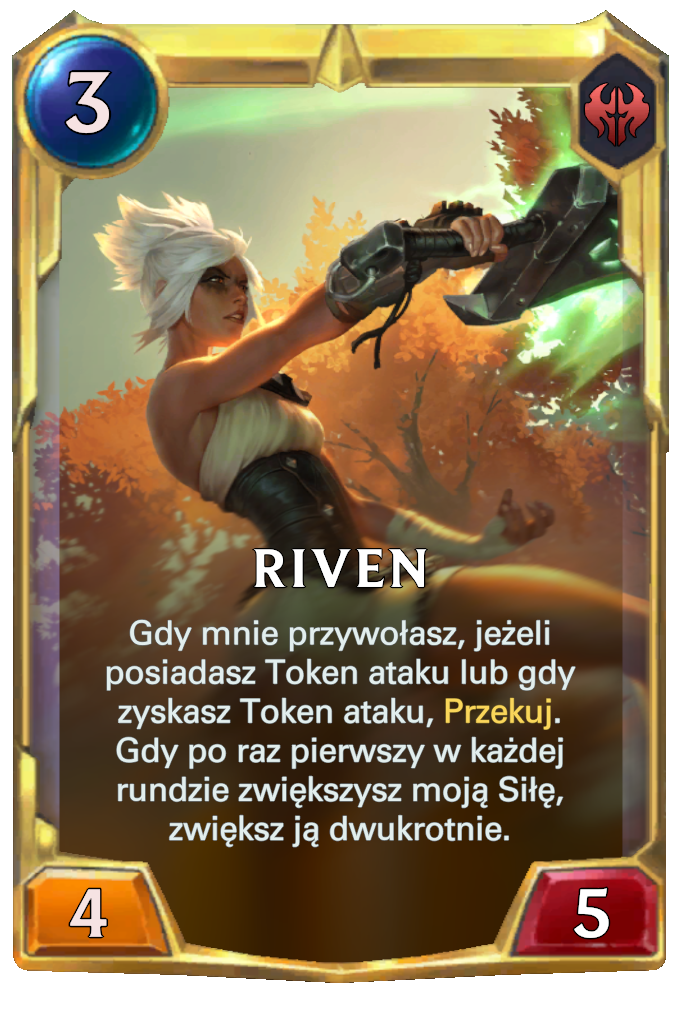 3
RIVEN
Gdy mnie przywołasz, jeżeli
posiadasz Token ataku lub gdy
zyskasz Token ataku, Przekuj.
Gdy po raz pierwszy w każdej
rundzie zwiększysz moją Siłę,
zwiększ ją dwukrotnie.
4
5